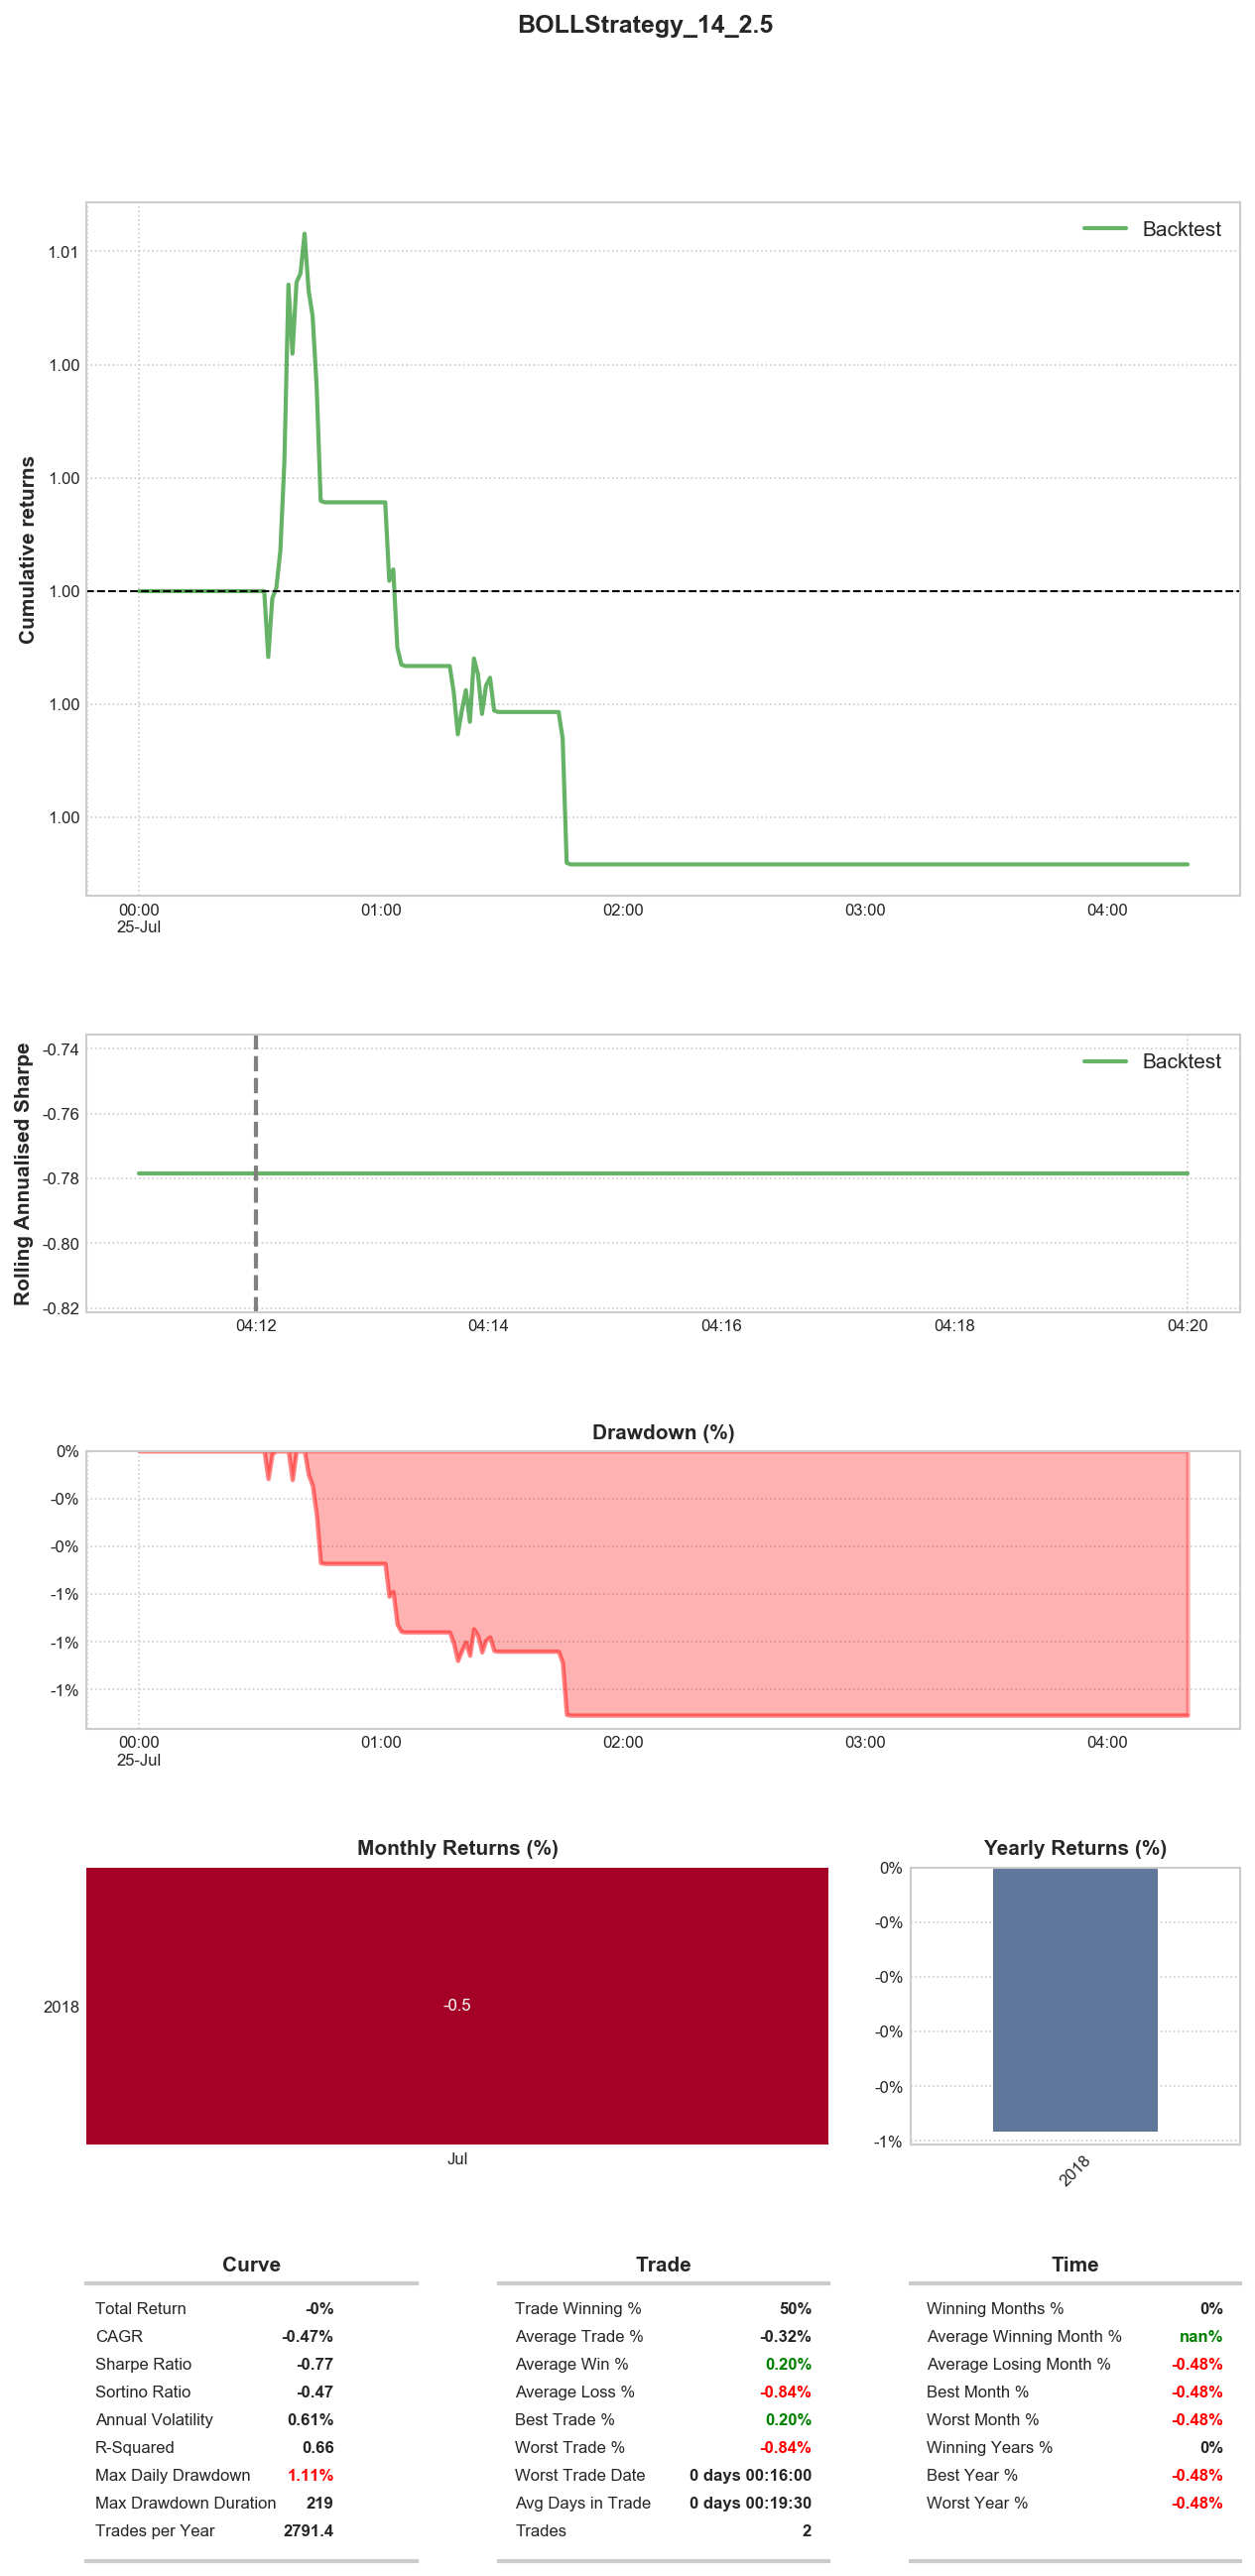 BOLLStrategy_14_2.5
Backtest
1.01
1.00
1.00
1.00
1.00
1.00
Cumulative returns
00:00 01:00 02:00 03:00 04:00
25-Jul
Backtest
-0.74
-0.76
-0.78
-0.80
-0.82
Rolling Annualised Sharpe
04:12 04:14 04:16 04:18 04:20
Drawdown (%)
0%
-0%
-0%
-1%
-1%
-1%
00:00 01:00 02:00 03:00 04:00
25-Jul
Monthly Returns (%)
2018
-0.5
Jul
Yearly Returns (%)
0%
-0%
-0%
-0%
-0%
-1%
2018
Curve
Total Return -0%
CAGR -0.47%
Sharpe Ratio -0.77
Sortino Ratio -0.47
Annual Volatility 0.61%
R-Squared 0.66
Max Daily Drawdown 1.11%
Max Drawdown Duration 219
Trades per Year 2791.4
Trade
Trade Winning % 50%
Average Trade % -0.32%
Average Win % 0.20%
Average Loss % -0.84%
Best Trade % 0.20%
Worst Trade % -0.84%
Worst Trade Date 0 days 00:16:00
Avg Days in Trade 0 days 00:19:30
Trades 2
Time
Winning Months % 0%
Average Winning Month % nan%
Average Losing Month % -0.48%
Best Month % -0.48%
Worst Month % -0.48%
Winning Years % 0%
Best Year % -0.48%
Worst Year % -0.48%